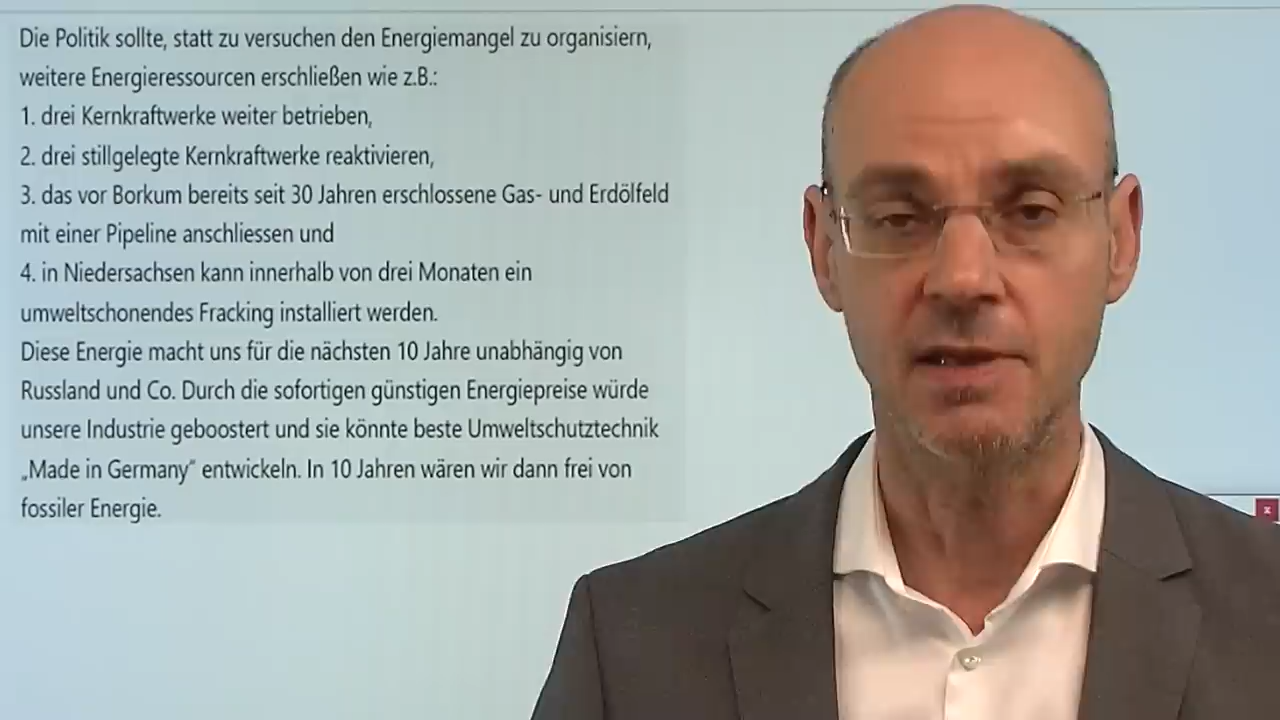 Die Politik sollte, statt zu versuchen den Energiemangel zu organisieren,
weitere Energieressourcen erschließen wie z.B.:
1. drei Kernkraftwerke weiter betrieben,
2. drei stillgelegte Kernkraftwerke reaktivieren,
3. das vor Borkum bereits seit 30 Jahren erschlossene Gas- und Erdölfeld
mit einer Pipeline anschliessen und
4. in Niedersachsen kann innerhalb von drei Monaten ein
umweltschonendes Fracking installiert werden.
Diese Energie macht uns für die nächsten 10 Jahre unabhängig von
Russland und Co. Durch die sofortigen günstigen Energiepreise würde
unsere Industrie geboostert und sie könnte beste Umweltschutztechnik
„Made in Germany“ entwickeln. In 10 Jahren wären wir dann frei von
fossiler Energie.
x